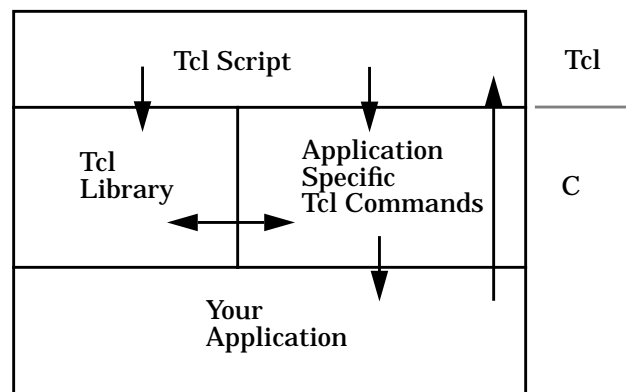 Tcl Script
Tcl
Tcl
Library
Application
Specific
Tcl Commands
C
Your
Application